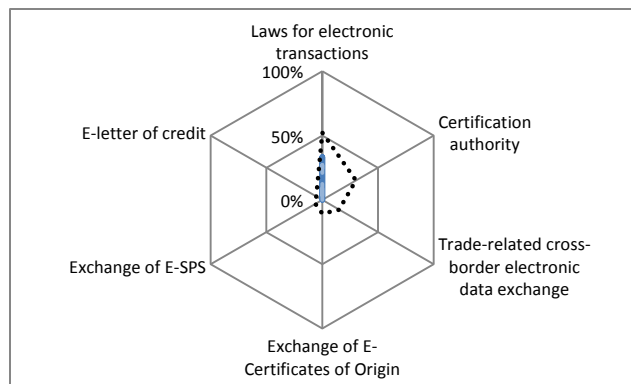 Laws for electronic
transactions
100%
E-letter of credit
50%
Certification
authority
0%
Exchange of E-SPS
Trade-related cross-
border electronic
data exchange
Exchange of E-
Certificates of Origin